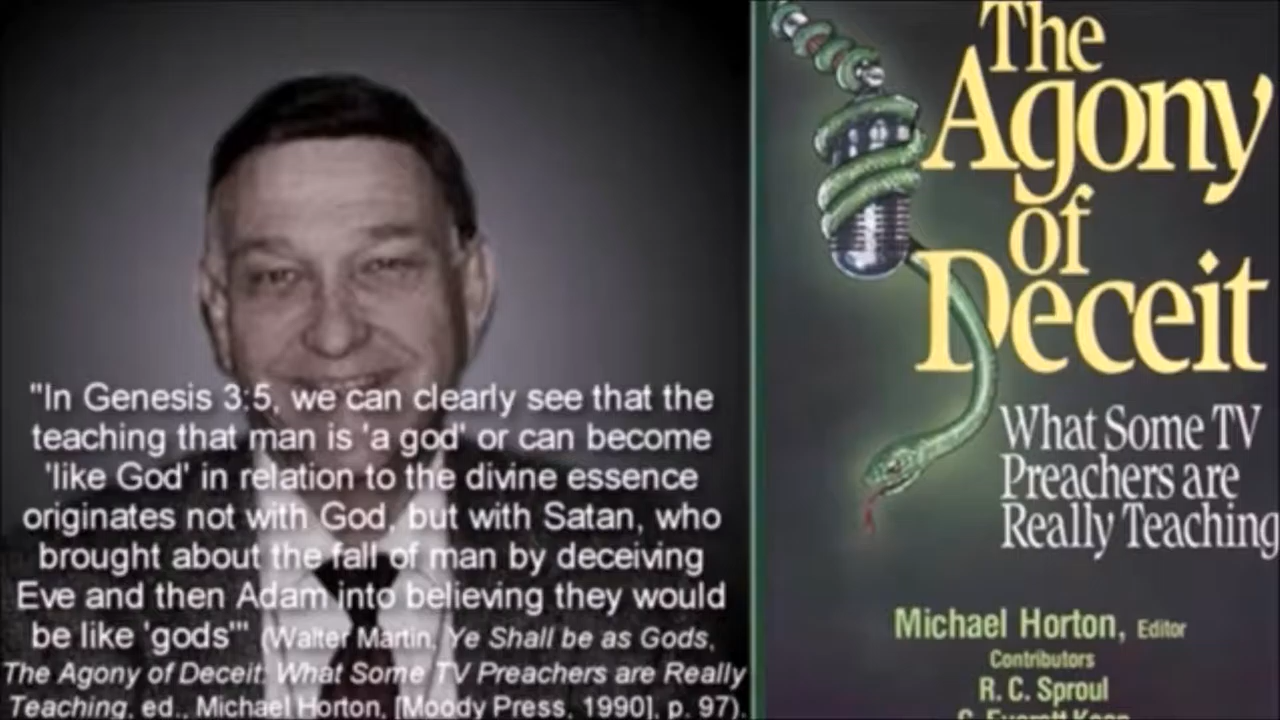 "In Genesis 3:5, we can clearly see that the
teaching that man is 'a god' or can become
'like God' in relation to the divine essence
originates not with God, but with Satan, who
brought about the fall of man by deceiving
Eve and then Adam into believing they would
be like 'gods'" (Walter Martin, Ye Shall be as Gods,
The Agony of Deceit: What Some TV Preachers are Really
Teaching, ed., Michael Horton, [Moody Press, 1990], p. 97).
The
Agony
of
Deceit
What Some TV
Preachers are
Really Teaching
Michael Horton, Editor
Contributors
R. C. Sproul
C. Everett Koop